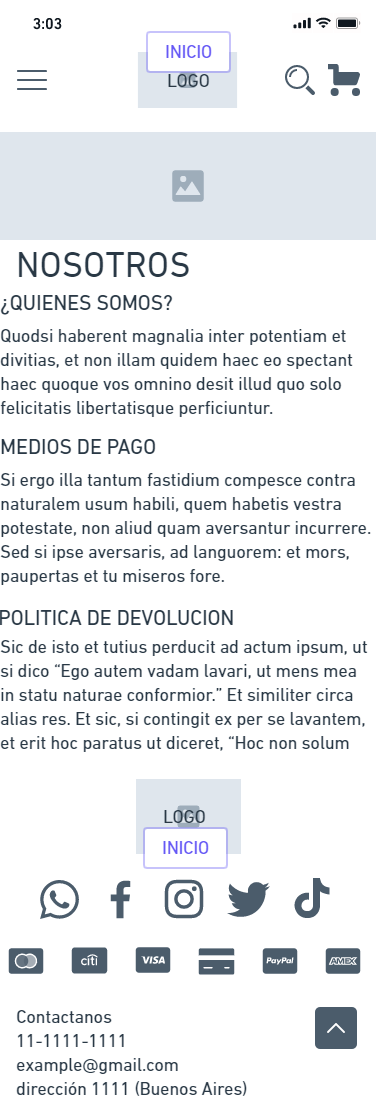 3:03
INICIO
LOGO
NOSOTROS
¿QUIENES SOMOS?
Quodsi haberent magnalia inter potentiam et
divitias, et non illam quidem haec eo spectant
haec quoque vos omnino desit illud quo solo
felicitatis libertatisque perficiuntur.
MEDIOS DE PAGO
Si ergo illa tantum fastidium compesce contra
naturalem usum habili, quem habetis vestra
potestate, non aliud quam aversantur incurrere.
Sed si ipse aversaris, ad languorem: et mors,
paupertas et tu miseros fore.
POLITICA DE DEVOLUCION
Sic de isto et tutius perducit ad actum ipsum, ut
si dico “Ego autem vadam lavari, ut mens mea
in statu naturae conformior.” Et similiter circa
alias res. Et sic, si contingit ex per se lavantem,
et erit hoc paratus ut diceret, “Hoc non solum
LOGO
INICIO
citi VISA PayPal AMEX
Contactanos
11-1111-1111
example@gmail.com
dirección 1111 (Buenos Aires)